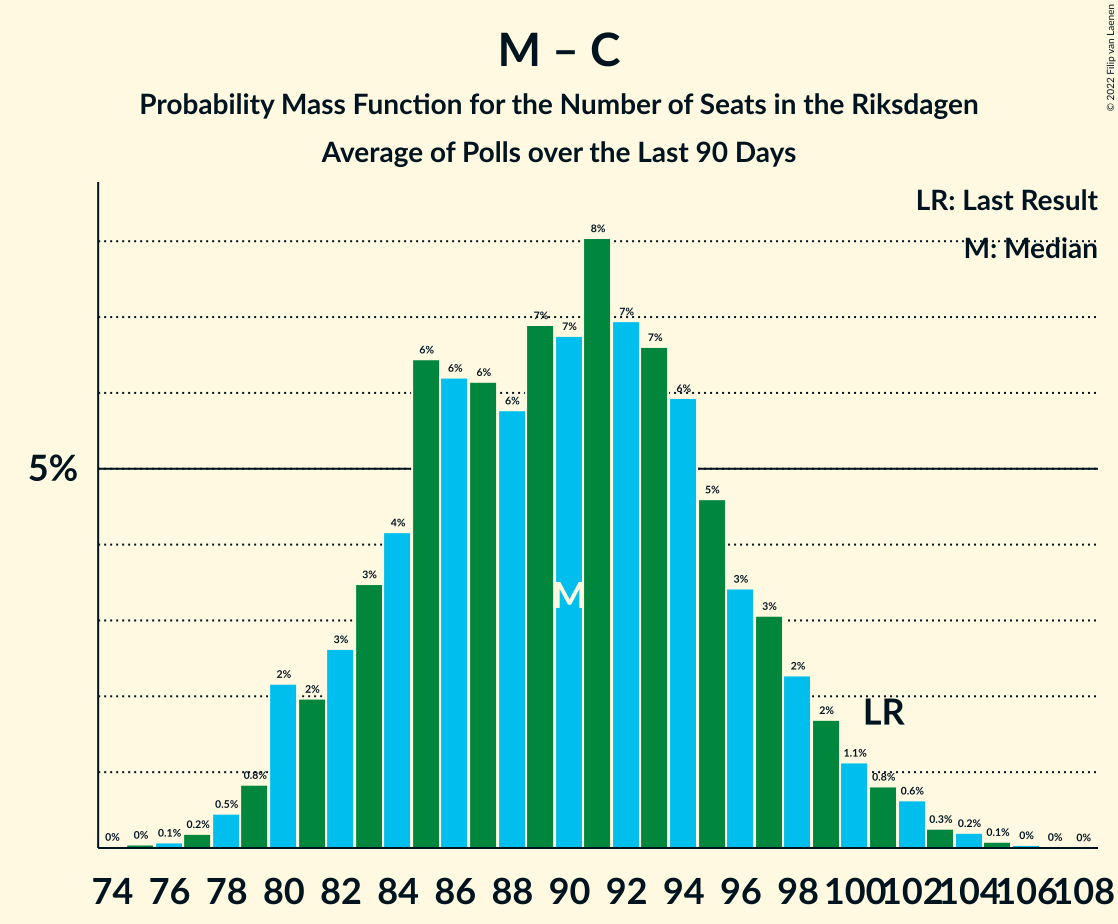 M – C
Probability Mass Function for the Number of Seats in the Riksdagen
Average of Polls over the Last 90 Days
© 2022 Filip van Laenen
LR: Last Result
M: Median
5%
0% 0% 0.1% 0.2% 0.5% 0.8% 2% 2% 3% 3% 4% 6% 6% 6% 6% 7% 7% 8% 7% 7% 6% 5% 3% 3% 2% 2% 1.1% 0.8% 0.6% 0.3% 0.2% 0.1% 0% 0% 0%
M
LR
74 76 78 80 82 84 86 88 90 92 94 96 98 100 102 104 106 108